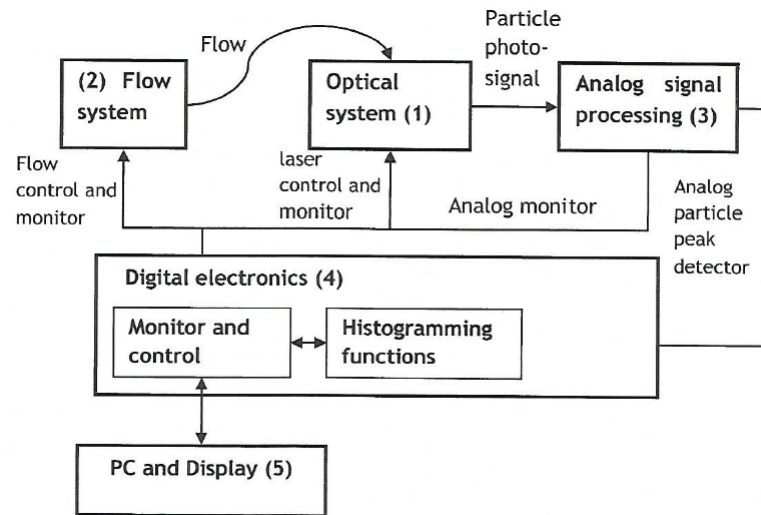 Flow
Particle
photo-
signal
(2) Flow
system
Optical
system (1)
Analog signal
processing (3)
Flow
control and
monitor
laser
control and
monitor
Analog monitor
Analog
particle
peak
detector
Digital electronics (4)
Monitor and
control
Histogramming
functions
PC and Display (5)